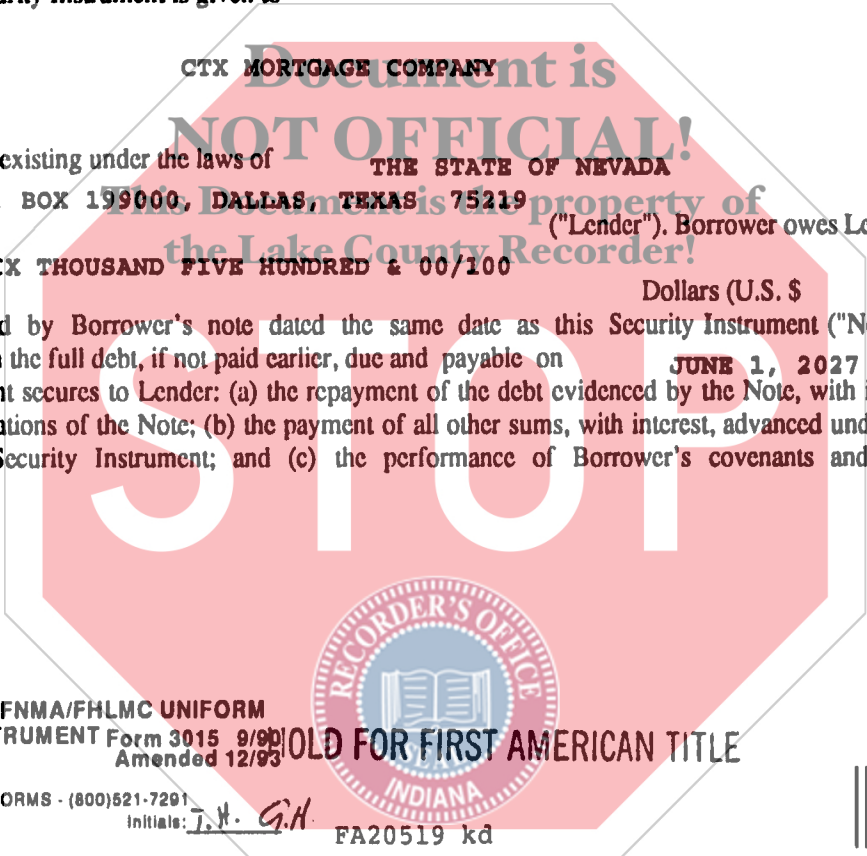 CTX MORTGAGE COMPANY
Document is
NOT OFFICIAL!
existing under the laws of THE STATE OF NEVADA
This Document is the property of
BOX 199000, DALLAS, TEXAS 75219
("Lender"). Borrower owes Le
the Lake County Recorder!
X THOUSAND FIVE HUNDRED & 00/100
Dollars (U.S. $
d by Borrower's note dated the same date as this Security Instrument ("N
the full debt, if not paid earlier, due and payable on JUNE 1, 2027
nt secures to Lender: (a) the repayment of the debt evidenced by the Note, with i
ations of the Note; (b) the payment of all other sums, with interest, advanced und
Security Instrument; and (c) the performance of Borrower's covenants and
STOP
RECORDER'S OFFICE
SEAL
INDIANA
FNMA/FHLMC UNIFORM
RUMENT Form 3015 9/90
Amended 12/93
HOLD FOR FIRST AMERICAN TITLE
ORMS - (800)521-7291
Initials: J.H. G.H
FA20519 kd